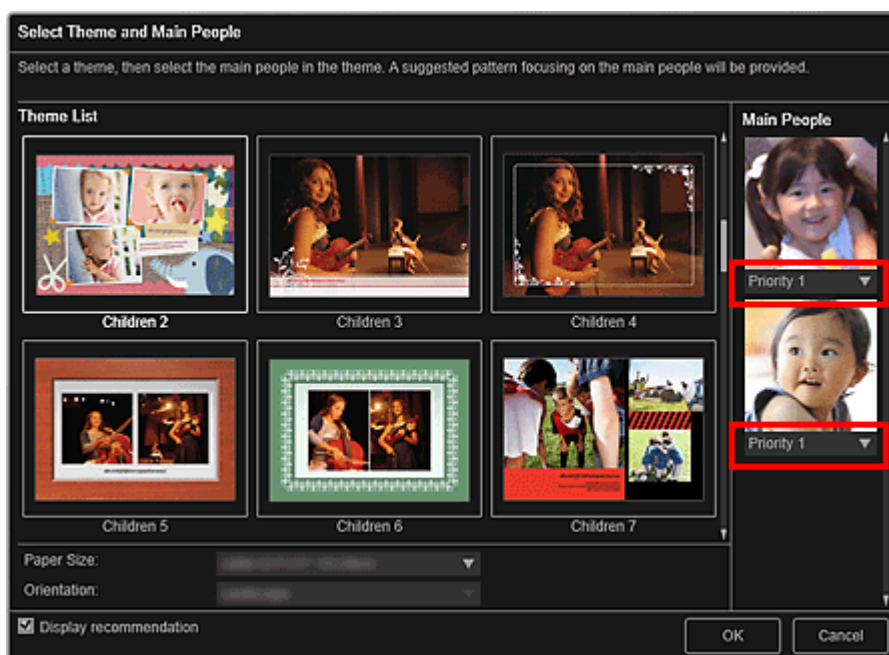 Select Theme and Main People
Select a theme, then select the main people in the theme. A suggested pattern focusing on the main people will be provided.
Theme List
Main People
Priority 1
Children 2
Children 3
Children 4
Priority 1
Children 5
Children 6
Children 7
Paper Size:
Orientation:
Display recommendation
OK
Cancel